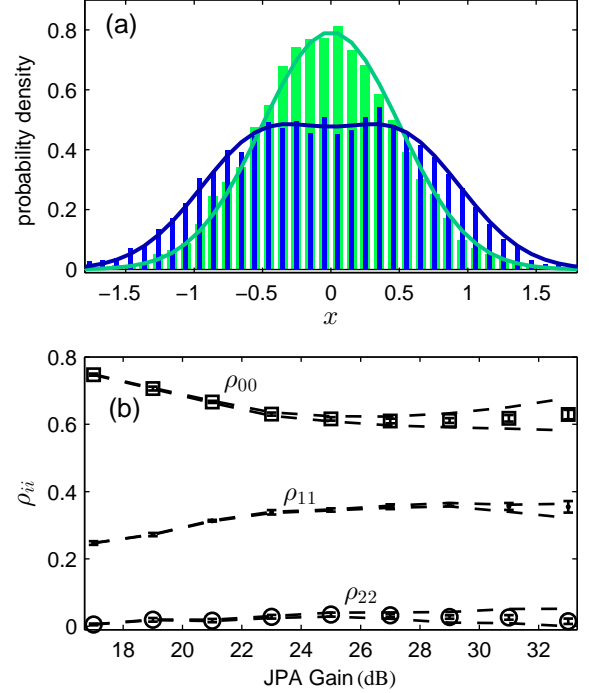 (a)
probability density
0.8
0.6
0.4
0.2
0
−1.5 −1 −0.5 0 0.5 1 1.5
x
(b)
ρii
0.8
0.6
0.4
0.2
0
ρ00
ρ11
ρ22
18 20 22 24 26 28 30 32
JPA Gain (dB)